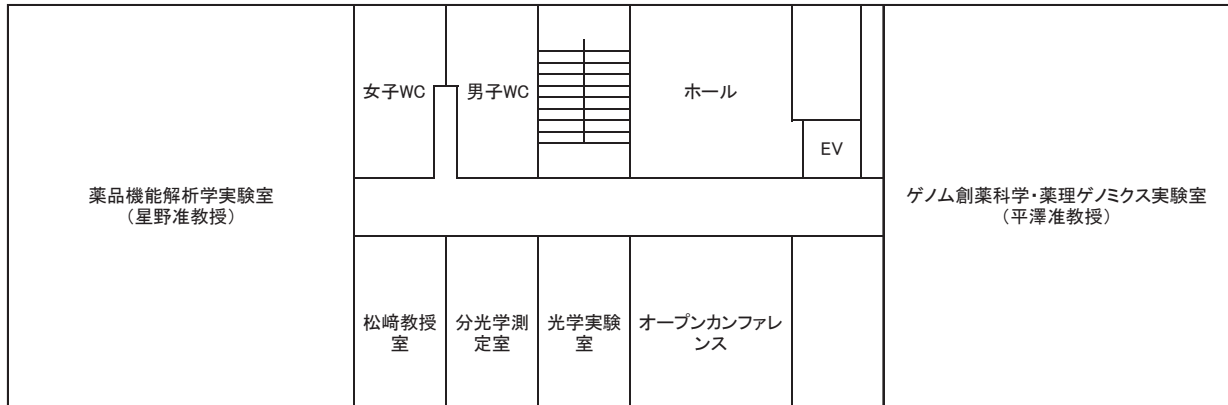 女子WC
男子WC
ホール
EV
薬品機能解析学実験室
（星野准教授）
ゲノム創薬科学・薬理ゲノミクス実験室
（平澤准教授）
松﨑教授
室
分光学測
定室
光学実験
室
オープンカンファレ
ンス